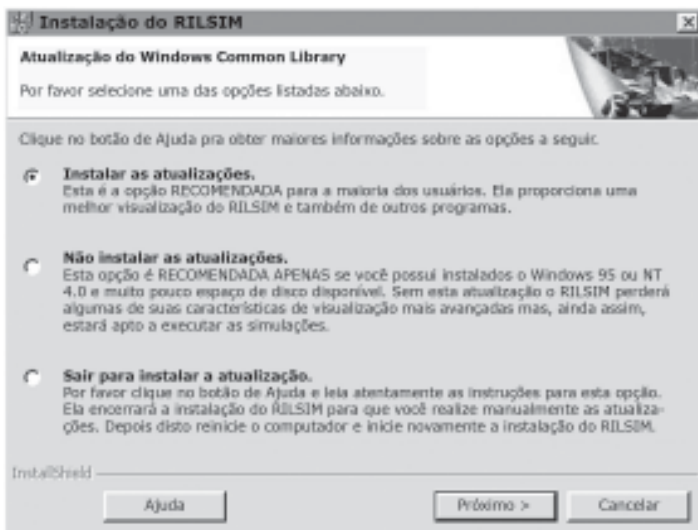 Instalação do RILSIM
Atualização do Windows Common Library
Por favor selecione uma das opções listadas abaixo.
Clique no botão de Ajuda pra obter maiores informações sobre as opções a seguir.
Instalar as atualizações.
Esta é a opção RECOMENDADA para a maioria dos usuários. Ela proporciona uma
melhor visualização do RILSIM e também de outros programas.
Não instalar as atualizações.
Esta opção é RECOMENDADA APENAS se você possui instalados o Windows 95 ou NT
4.0 e muito pouco espaço de disco disponível. Sem esta atualização o RILSIM perderá
algumas de suas características de visualização mais avançadas mas, ainda assim,
estará apto a executar as simulações.
Sair para instalar a atualização.
Por favor clique no botão de Ajuda e leia atentamente as instruções para esta opção.
Ela encerrará a instalação do RILSIM para que você realize manualmente as atualiza-
ções. Depois disto reinicie o computador e inicie novamente a instalação do RILSIM.
InstallShield
Ajuda
Próximo >
Cancelar